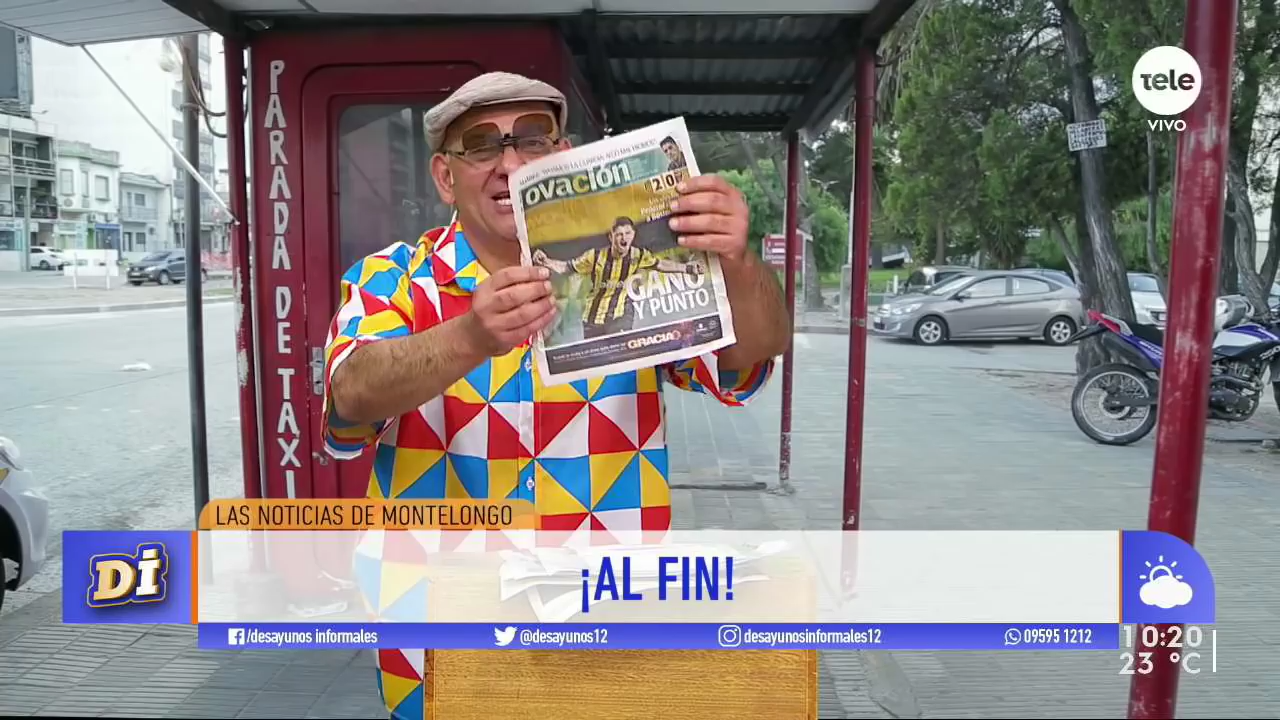 tele
VIVO
PARADA DE TAXI
ovación
2 0
Peñarol
GANÓ
Y PUNTO
GRACIA
LAS NOTICIAS DE MONTELONGO
Di
¡AL FIN!
/desayunos informales
@desayunos12
desayunosinformales12
09595 1212
10:20
23 °C